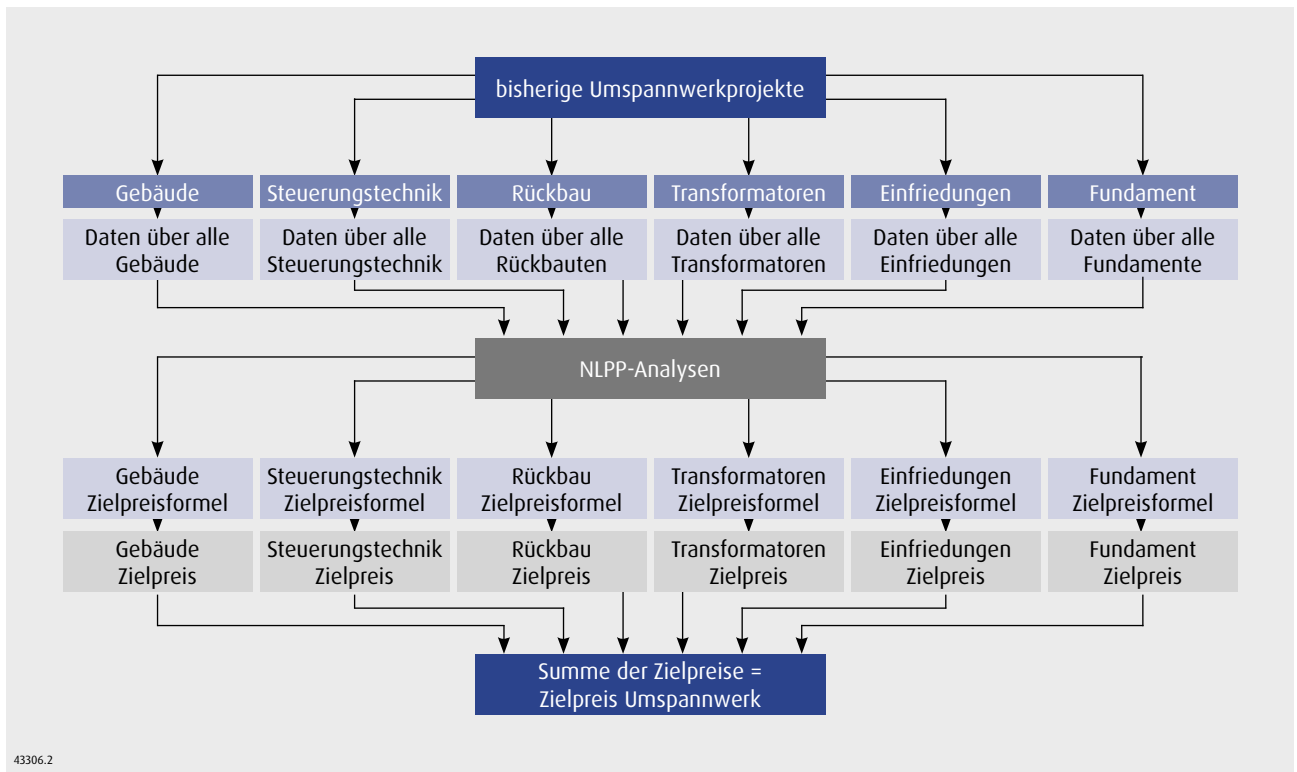 bisherige Umspannwerkprojekte
Gebäude
Steuerungstechnik
Rückbau
Transformatoren
Einfriedungen
Fundament
Daten über alle
Gebäude
Daten über alle
Steuerungstechnik
Daten über alle
Rückbauten
Daten über alle
Transformatoren
Daten über alle
Einfriedungen
Daten über alle
Fundamente
NLPP-Analysen
Gebäude
Zielpreisformel
Steuerungstechnik
Zielpreisformel
Rückbau
Zielpreisformel
Transformatoren
Zielpreisformel
Einfriedungen
Zielpreisformel
Fundament
Zielpreisformel
Gebäude
Zielpreis
Steuerungstechnik
Zielpreis
Rückbau
Zielpreis
Transformatoren
Zielpreis
Einfriedungen
Zielpreis
Fundament
Zielpreis
Summe der Zielpreise =
Zielpreis Umspannwerk
43306.2